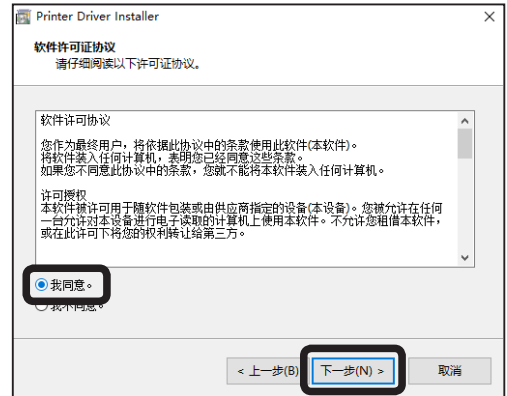 Printer Driver Installer
软件许可证协议
请仔细阅读以下许可证协议。
软件许可协议
您作为最终用户，将依据此协议中的条款使用此软件(本软件)。
将软件装入任何计算机，表明您已经同意这些条款。
如果您不同意此协议中的条款，您就不能将本软件装入任何计算机。
许可授权
本软件被许可用于随软件包装或由供应商指定的设备(本设备)。您被允许在任何
一台允许对本设备进行电子读取的计算机上使用本软件。不允许您租借本软件，
或在此许可下将您的权利转让给第三方。
我同意。
我不同意。
< 上一步(B)
下一步(N) >
取消